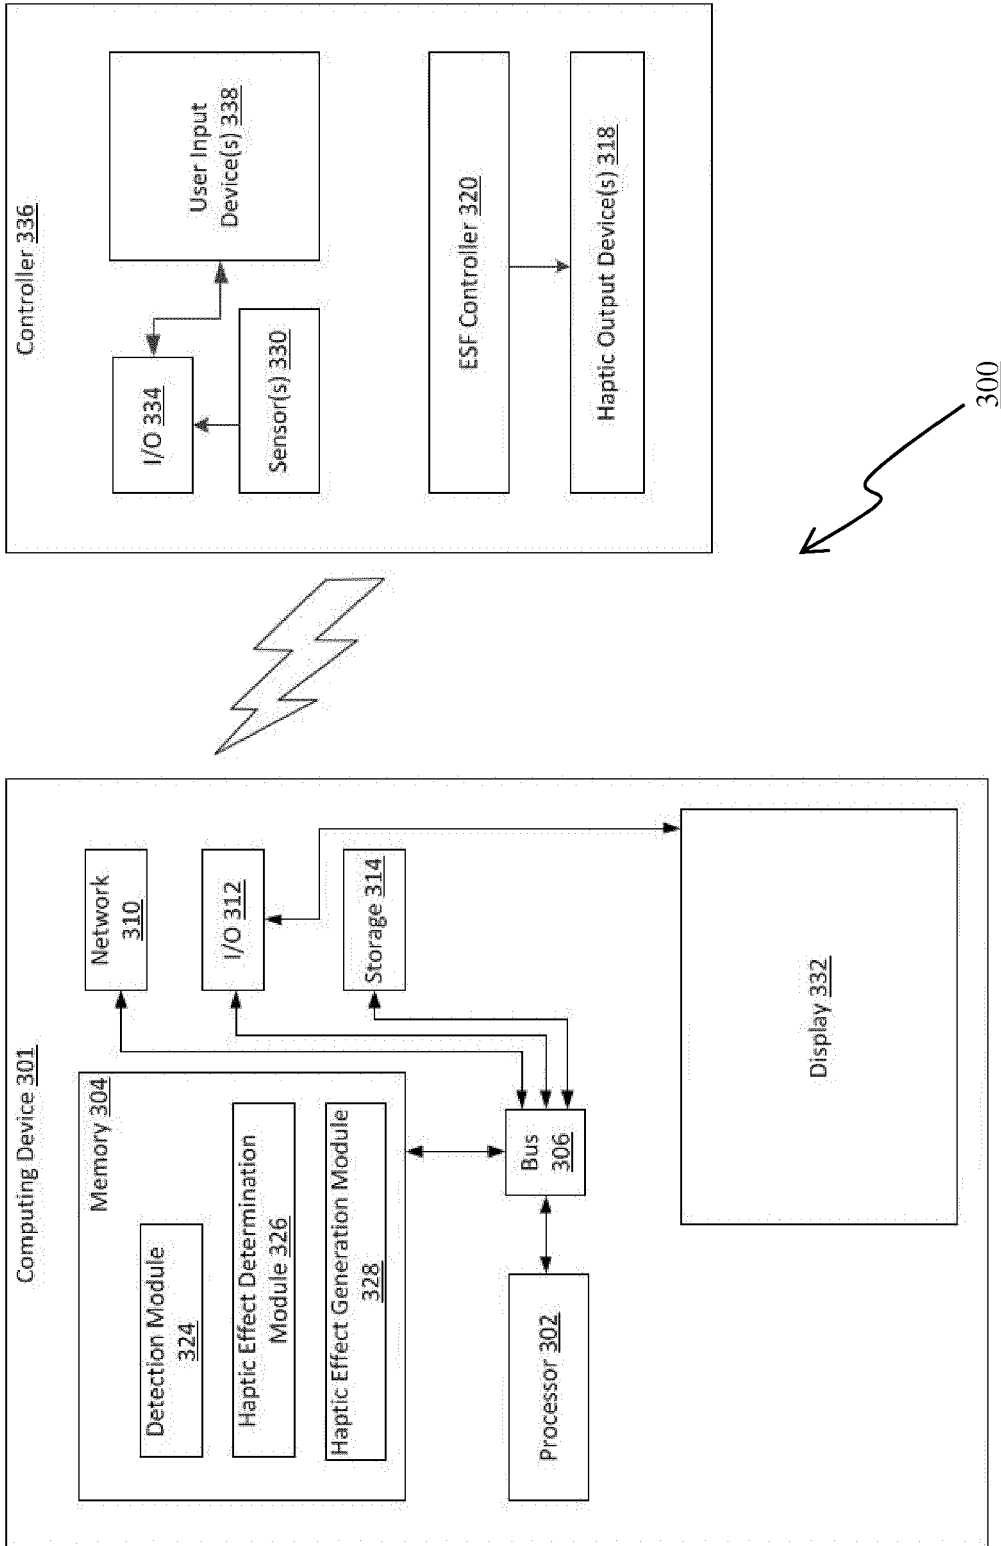 Computing Device 301
Memory 304
Detection Module
324
Haptic Effect Determination
Module 326
Haptic Effect Generation Module
328
Network
310
I/O 312
Storage 314
Bus
306
Processor 302
Display 332
Controller 336
I/O 334
Sensor(s) 330
User Input
Device(s) 338
ESF Controller 320
Haptic Output Device(s) 318
300